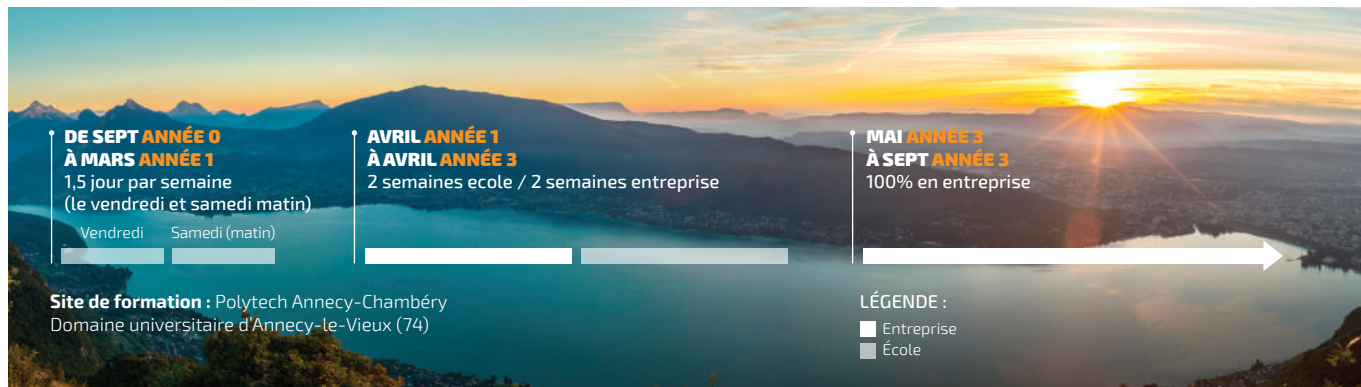 DE SEPT ANNÉE 0
À MARS ANNÉE 1
1,5 jour par semaine
(le vendredi et samedi matin)
Vendredi Samedi (matin)
AVRIL ANNÉE 1
À AVRIL ANNÉE 3
2 semaines ecole / 2 semaines entreprise
MAI ANNÉE 3
À SEPT ANNÉE 3
100% en entreprise
Site de formation : Polytech Annecy-Chambéry
Domaine universitaire d'Annecy-le-Vieux (74)
LÉGENDE :
Entreprise
École